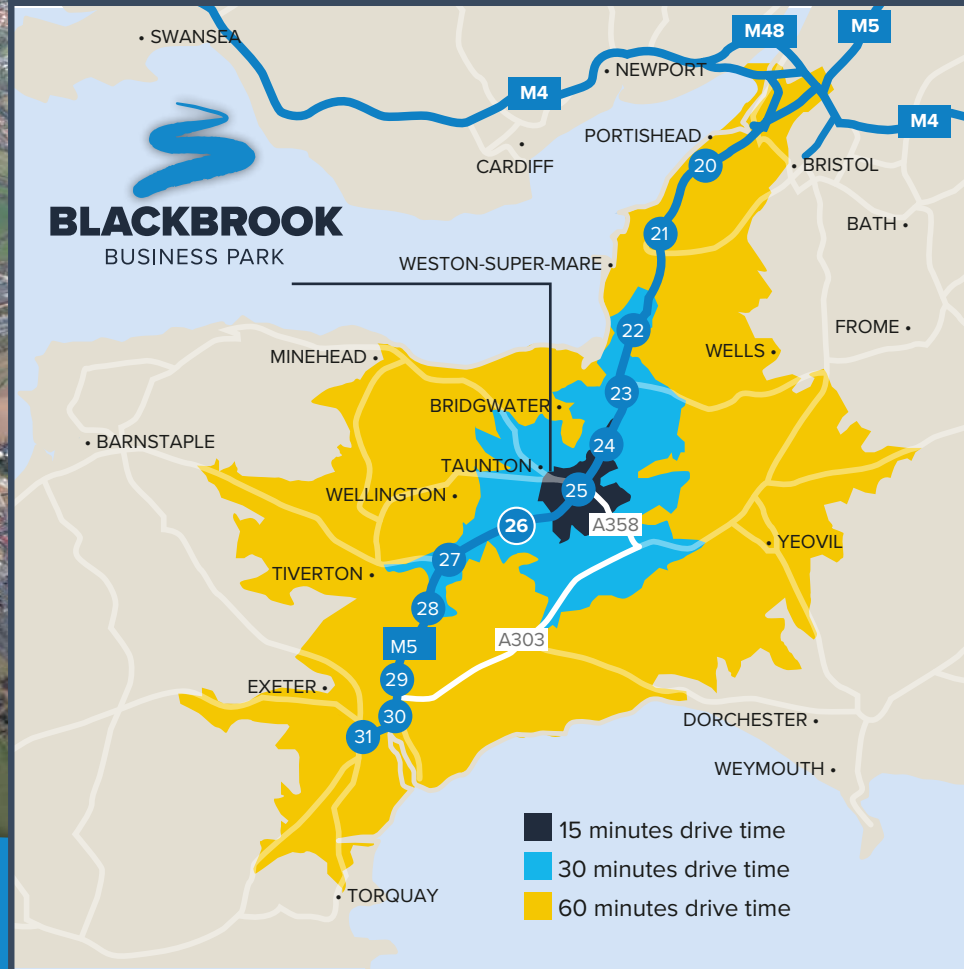 M48
M5
• SWANSEA
• NEWPORT
M4
M4
PORTISHEAD •
CARDIFF
20
• BRISTOL
BLACKBROOK
BUSINESS PARK
BATH •
21
WESTON-SUPER-MARE •
22
FROME •
MINEHEAD •
WELLS •
23
BRIDGWATER •
• BARNSTAPLE
24
TAUNTON •
WELLINGTON •
25
26
A358
• YEOVIL
27
TIVERTON •
28
M5
A303
29
EXETER •
30
DORCHESTER •
31
WEYMOUTH •
15 minutes drive time
30 minutes drive time
60 minutes drive time
• TORQUAY